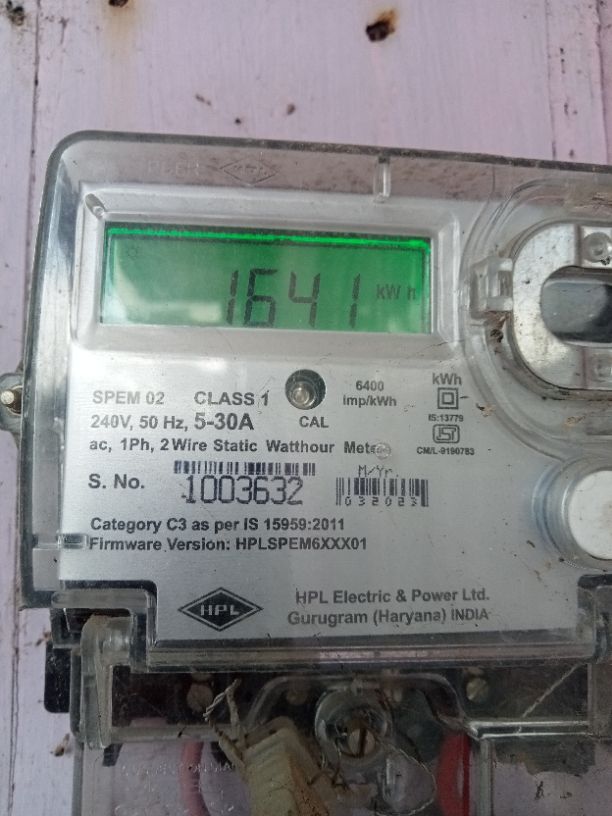 1641 kWh
SPEM 02 CLASS 1
6400
imp/kWh
kWh
240V, 50 Hz, 5-30A CAL
IS:13779
CM/L-9190783
ac, 1Ph, 2 Wire Static Watthour Meter
M/Yr.
S. No. 1003632
032023
Category C3 as per IS 15959:2011
Firmware Version: HPLSPEM6XXX01
HPL
HPL Electric & Power Ltd.
Gurugram (Haryana) INDIA